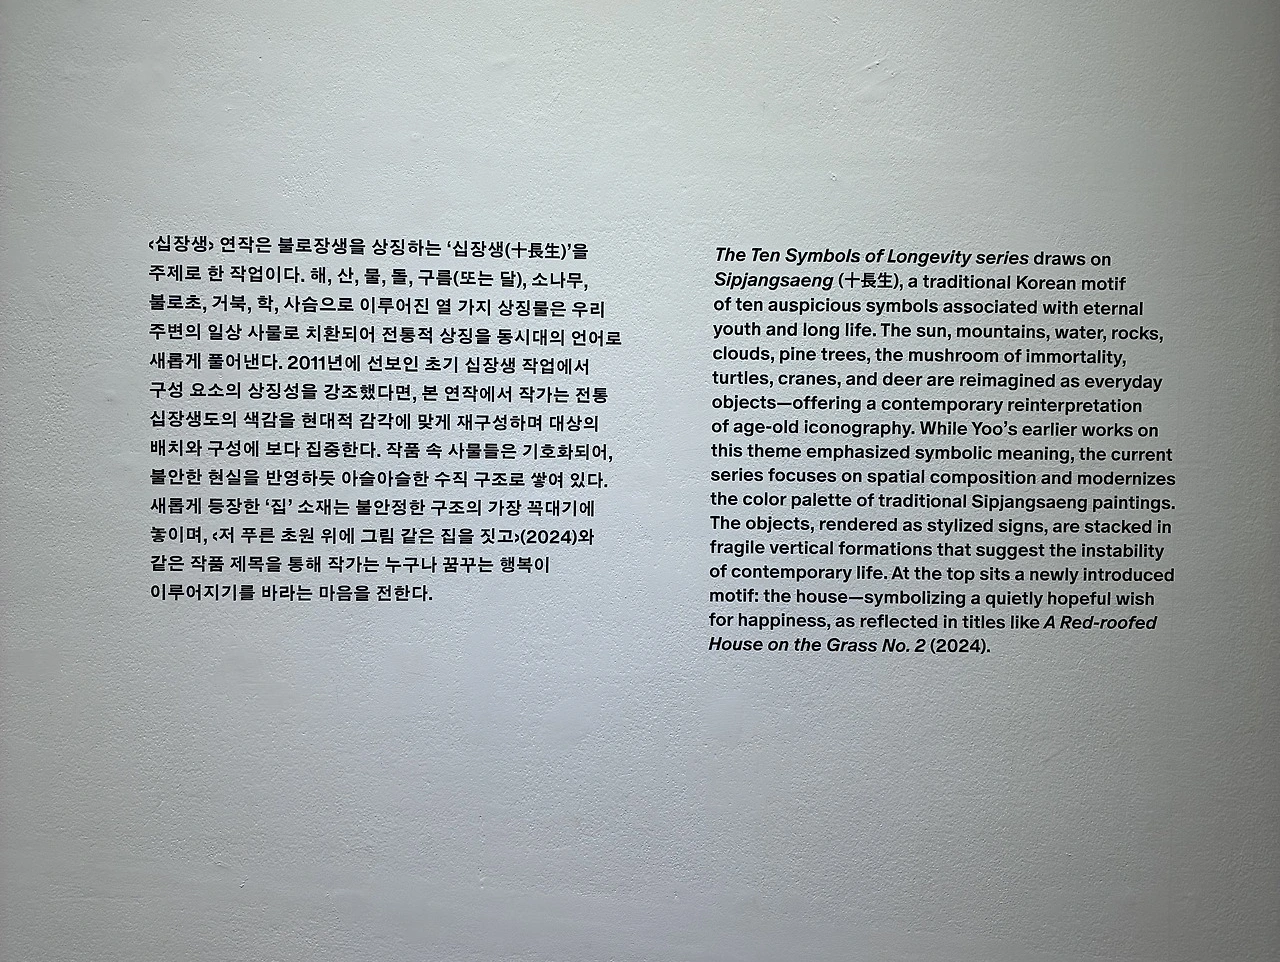 ‹십장생› 연작은 불로장생을 상징하는 ‘십장생(十長生)’을
주제로 한 작업이다. 해, 산, 물, 돌, 구름(또는 달), 소나무,
불로초, 거북, 학, 사슴으로 이루어진 열 가지 상징물은 우리
주변의 일상 사물로 치환되어 전통적 상징을 동시대의 언어로
새롭게 풀어낸다. 2011년에 선보인 초기 십장생 작업에서
구성 요소의 상징성을 강조했다면, 본 연작에서 작가는 전통
십장생도의 색감을 현대적 감각에 맞게 재구성하며 대상의
배치와 구성에 보다 집중한다. 작품 속 사물들은 기호화되어,
불안한 현실을 반영하듯 아슬아슬한 수직 구조로 쌓여 있다.
새롭게 등장한 ‘집’ 소재는 불안정한 구조의 가장 꼭대기에
놓이며, ‹저 푸른 초원 위에 그림 같은 집을 짓고›(2024)와
같은 작품 제목을 통해 작가는 누구나 꿈꾸는 행복이
이루어지기를 바라는 마음을 전한다.
The Ten Symbols of Longevity series draws on
Sipjangsaeng (十長生), a traditional Korean motif
of ten auspicious symbols associated with eternal
youth and long life. The sun, mountains, water, rocks,
clouds, pine trees, the mushroom of immortality,
turtles, cranes, and deer are reimagined as everyday
objects—offering a contemporary reinterpretation
of age-old iconography. While Yoo’s earlier works on
this theme emphasized symbolic meaning, the current
series focuses on spatial composition and modernizes
the color palette of traditional Sipjangsaeng paintings.
The objects, rendered as stylized signs, are stacked in
fragile vertical formations that suggest the instability
of contemporary life. At the top sits a newly introduced
motif: the house—symbolizing a quietly hopeful wish
for happiness, as reflected in titles like A Red-roofed
House on the Grass No. 2 (2024).